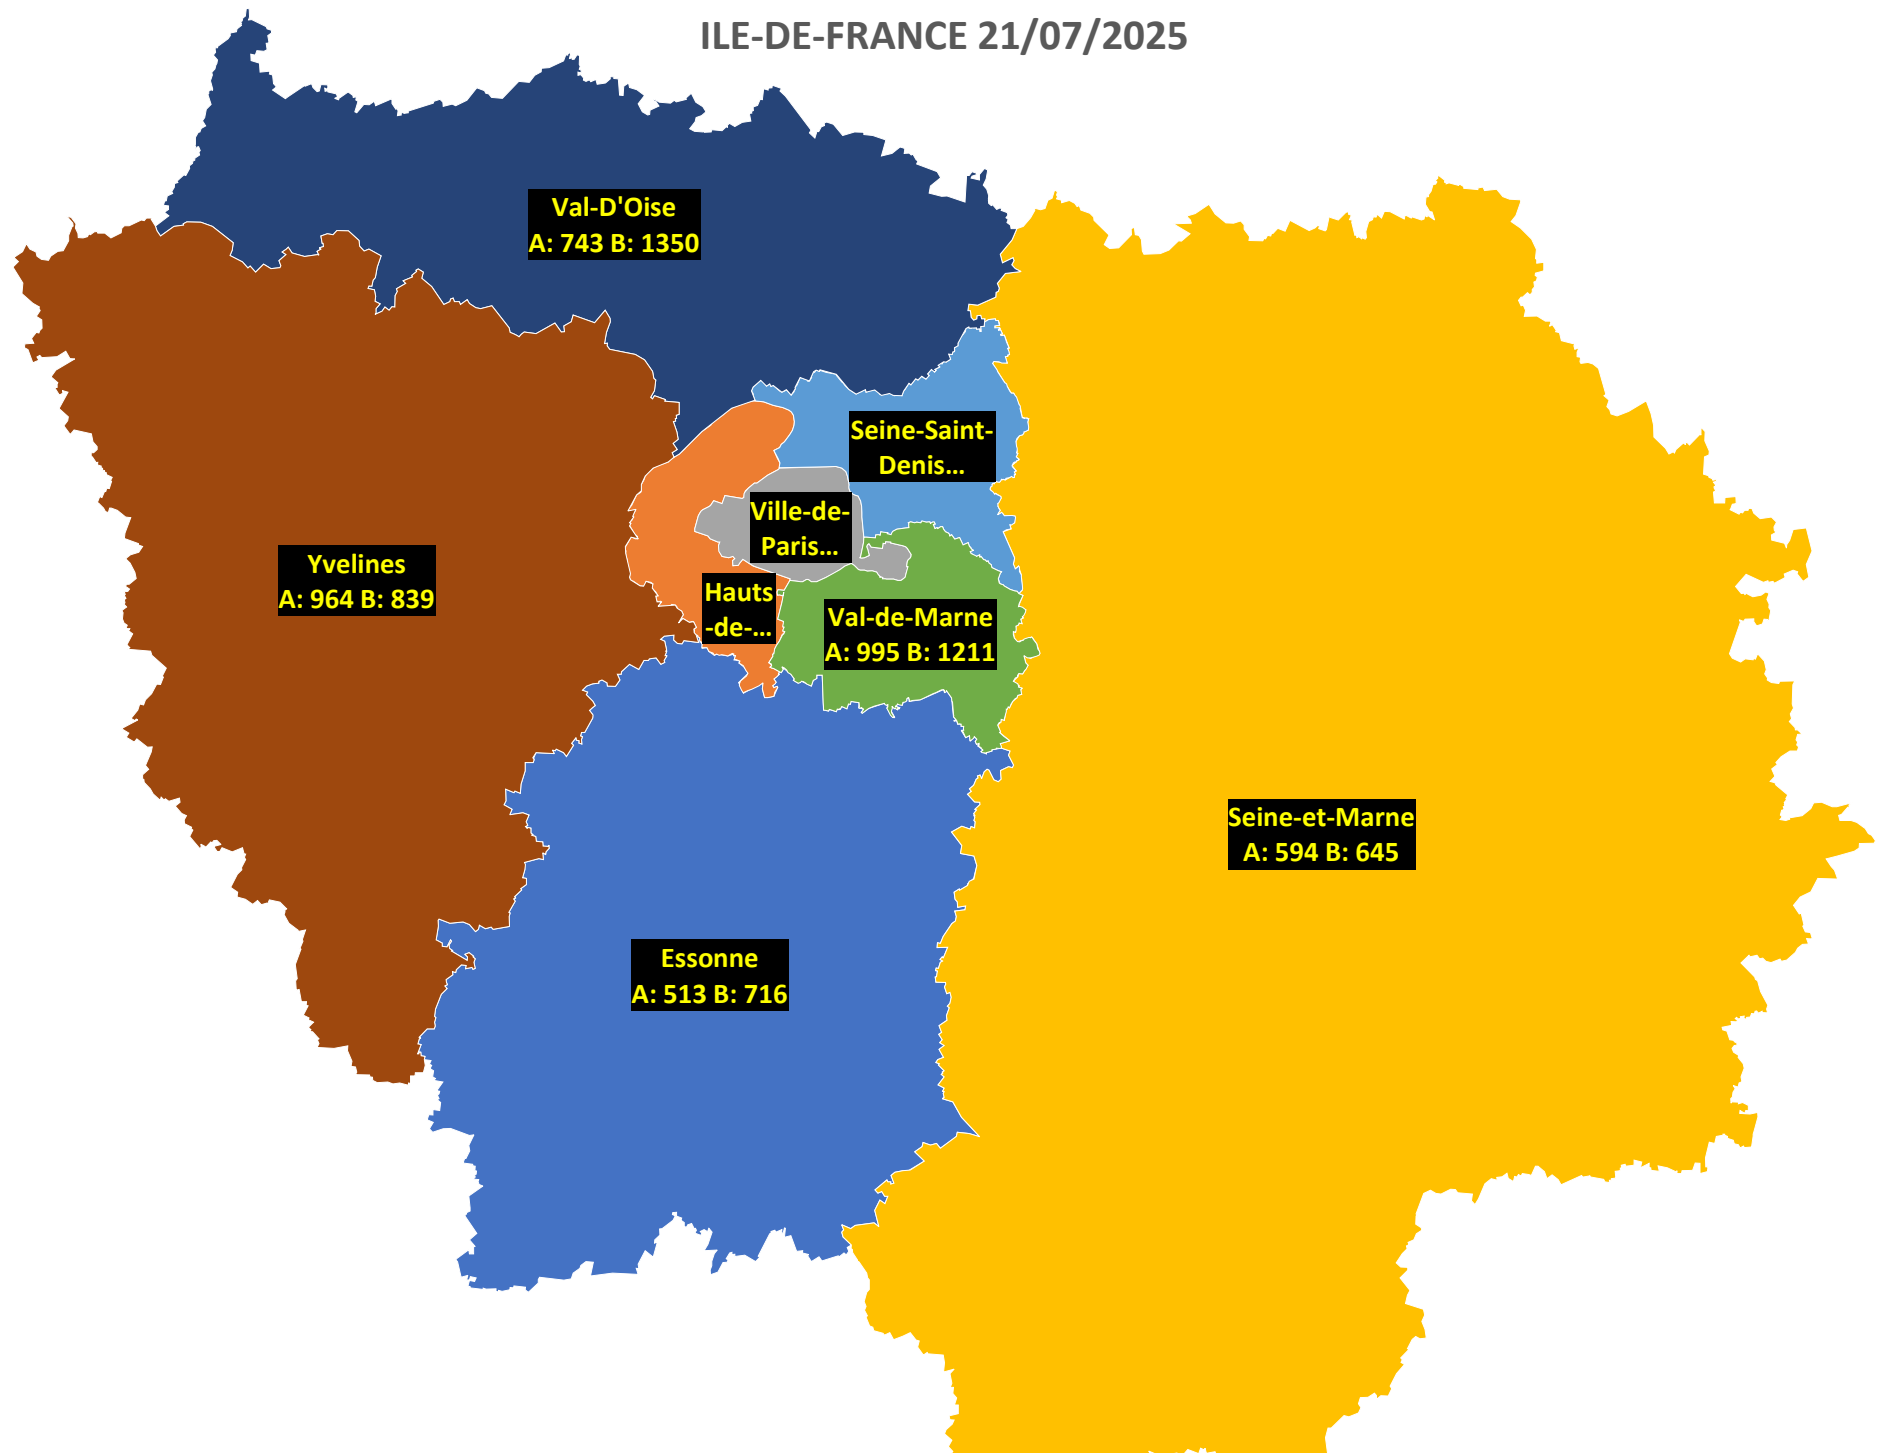 ILE-DE-FRANCE 21/07/2025
Val-D'Oise
A: 743 B: 1350
Seine-Saint-
Denis...
Ville-de-
Paris...
Yvelines
A: 964 B: 839
Hauts
-de-...
Val-de-Marne
A: 995 B: 1211
Seine-et-Marne
A: 594 B: 645
Essonne
A: 513 B: 716